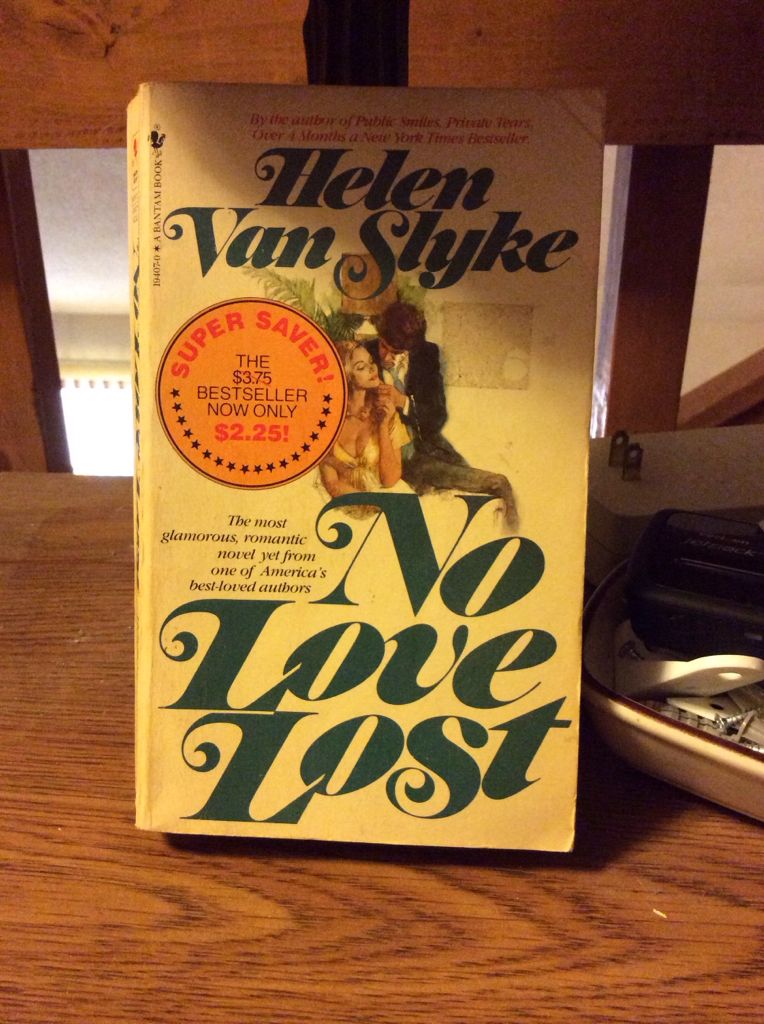 By the author of Public Smiles, Private Tears,
Over 4 Months a New York Times Bestseller.
Helen
Van Slyke
19407-0 ★ A BANTAM BOOK
SUPER SAVER!
THE
$3.75
BESTSELLER
NOW ONLY
$2.25!
The most
glamorous, romantic
novel yet from
one of America's
best-loved authors
No
Love
Lost